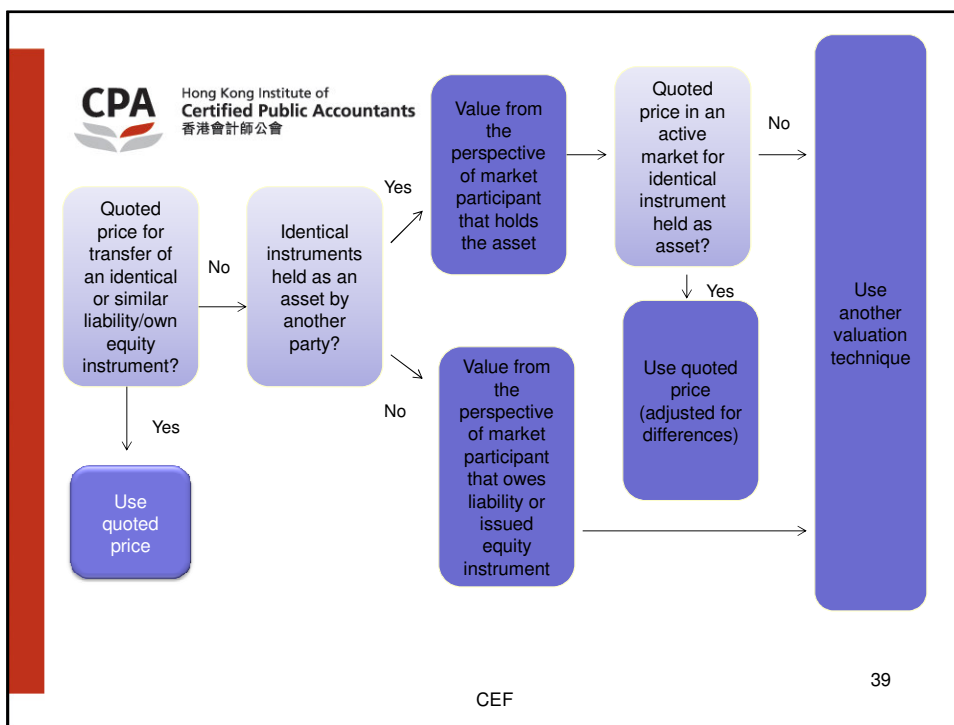 CPA
Hong Kong Institute of
Certified Public Accountants
香港會計師公會
Quoted
price for
transfer of
an identical
or similar
liability/own
equity
instrument?
No
Yes
Use
quoted
price
Identical
instruments
held as an
asset by
another
party?
Yes
No
Value from
the
perspective
of market
participant
that holds
the asset
Value from
the
perspective
of market
participant
that owes
liability or
issued
equity
instrument
Quoted
price in an
active
market for
identical
instrument
held as
asset?
No
Yes
Use quoted
price
(adjusted for
differences)
Use
another
valuation
technique
CEF
39